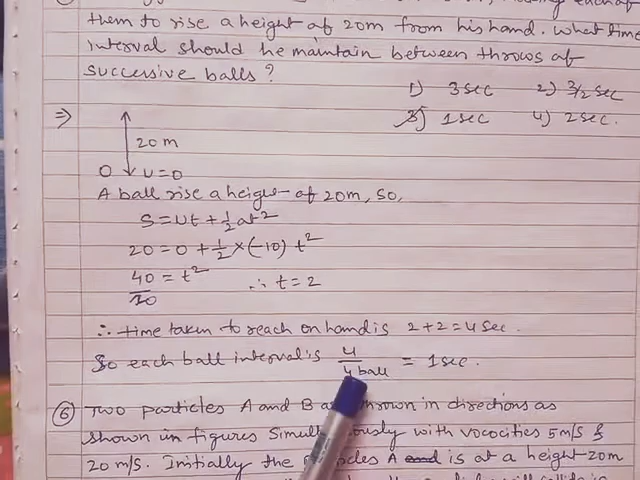 them to rise a height of 20m from his hand. What time
interval should he maintain between throws of
successive balls?
1) 3 sec 2) 3/2 sec
3) 1 sec 4) 2 sec.
⇒
20 m
O u=0
A ball rise a height of 20m, so,
S = ut + 1/2 at²
20 = 0 + 1/2 × (-10) t²
40/10 = t² ∴ t = 2
∴ time taken to reach on hand is 2+2 = 4 sec.
So each ball interval is 4/4 ball = 1 sec.
⑥ Two particles A and B are thrown in directions as
shown in figures simultaneously with vococities 5 m/s &
20 m/s. Initially the A is at a height 20m